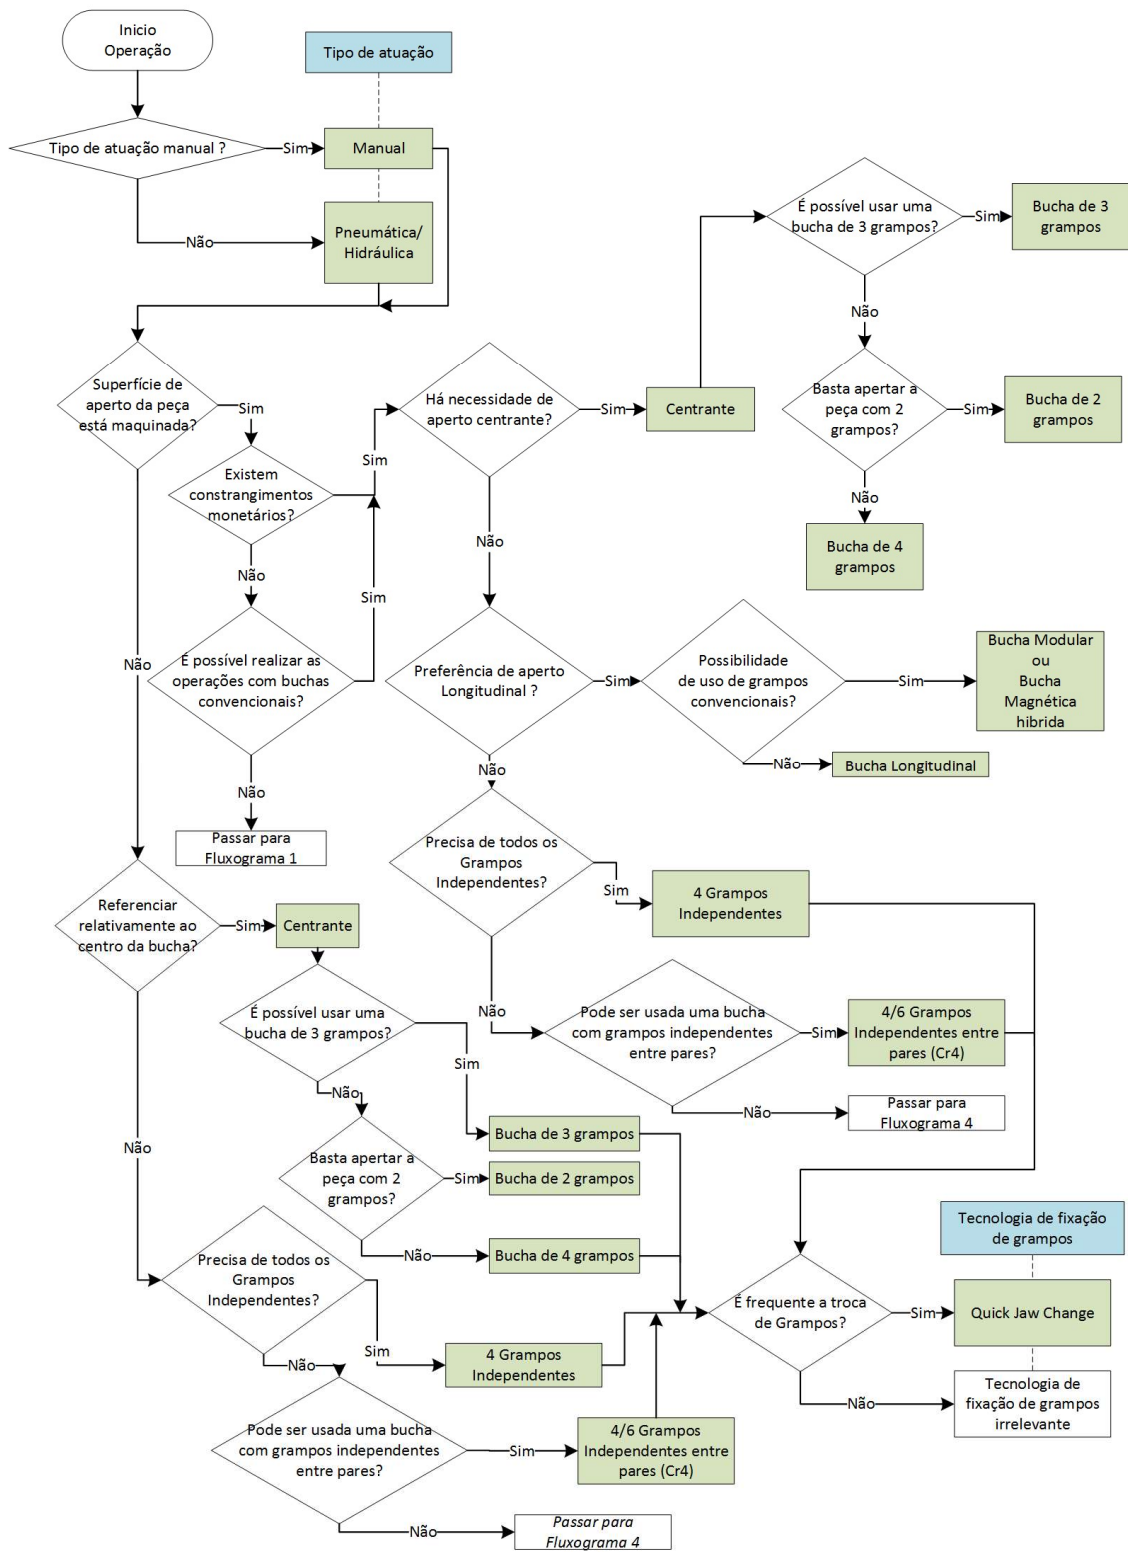 Inicio
Operação
Tipo de atuação
Tipo de atuação manual ?
Sim
Manual
Não
Pneumática/
Hidráulica
É possível usar uma
bucha de 3 grampos?
Sim
Bucha de 3
grampos
Não
Superfície de
aperto da peça
está maquinada?
Sim
Há necessidade de
aperto centrante?
Sim
Centrante
Basta apertar a
peça com 2
grampos?
Sim
Bucha de 2
grampos
Sim
Existem
constrangimentos
monetários?
Não
Não
Bucha de 4
grampos
Não
Sim
Não
É possível realizar as
operações com buchas
convencionais?
Preferência de aperto
Longitudinal ?
Sim
Possibilidade
de uso de grampos
convencionais?
Sim
Bucha Modular
ou
Bucha
Magnética
hibrida
Não
Não
Não
Bucha Longitudinal
Passar para
Fluxograma 1
Precisa de todos os
Grampos
Independentes?
Sim
4 Grampos
Independentes
Referenciar
relativamente ao
centro da bucha?
Sim
Centrante
Não
É possível usar uma
bucha de 3 grampos?
Pode ser usada uma bucha
com grampos independentes
entre pares?
Sim
4/6 Grampos
Independentes entre
pares (Cr4)
Sim
Não
Não
Passar para
Fluxograma 4
Não
Bucha de 3 grampos
Basta apertar a
peça com 2
grampos?
Sim
Bucha de 2 grampos
Não
Bucha de 4 grampos
Tecnologia de fixação
de grampos
Precisa de todos os
Grampos
Independentes?
É frequente a troca
de Grampos?
Sim
Quick Jaw Change
Sim
4 Grampos
Independentes
Não
Não
Tecnologia de
fixação de grampos
irrelevante
Pode ser usada uma bucha
com grampos independentes
entre pares?
Sim
4/6 Grampos
Independentes entre
pares (Cr4)
Não
Passar para
Fluxograma 4